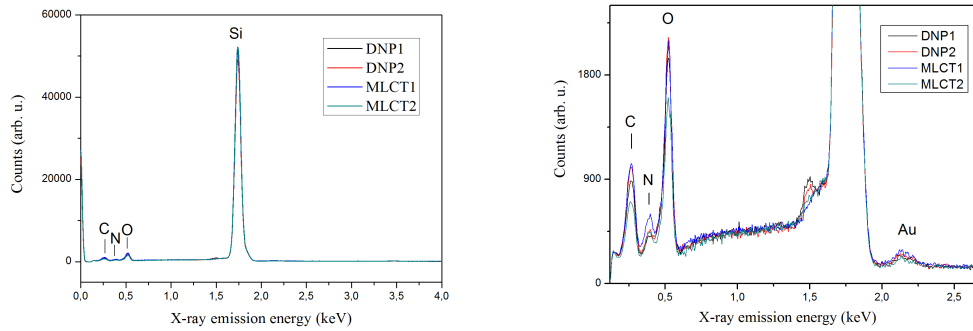 60000
40000
20000
0
Counts (arb. u.)
Si
DNP1
DNP2
MLCT1
MLCT2
C
N
O
0,0 0,5 1,0 1,5 2,0 2,5 3,0 3,5 4,0
X-ray emission energy (keV)
1800
900
0
Counts (arb. u.)
O
DNP1
DNP2
MLCT1
MLCT2
C
N
Au
0,5 1,0 1,5 2,0 2,5
X-ray emission energy (keV)